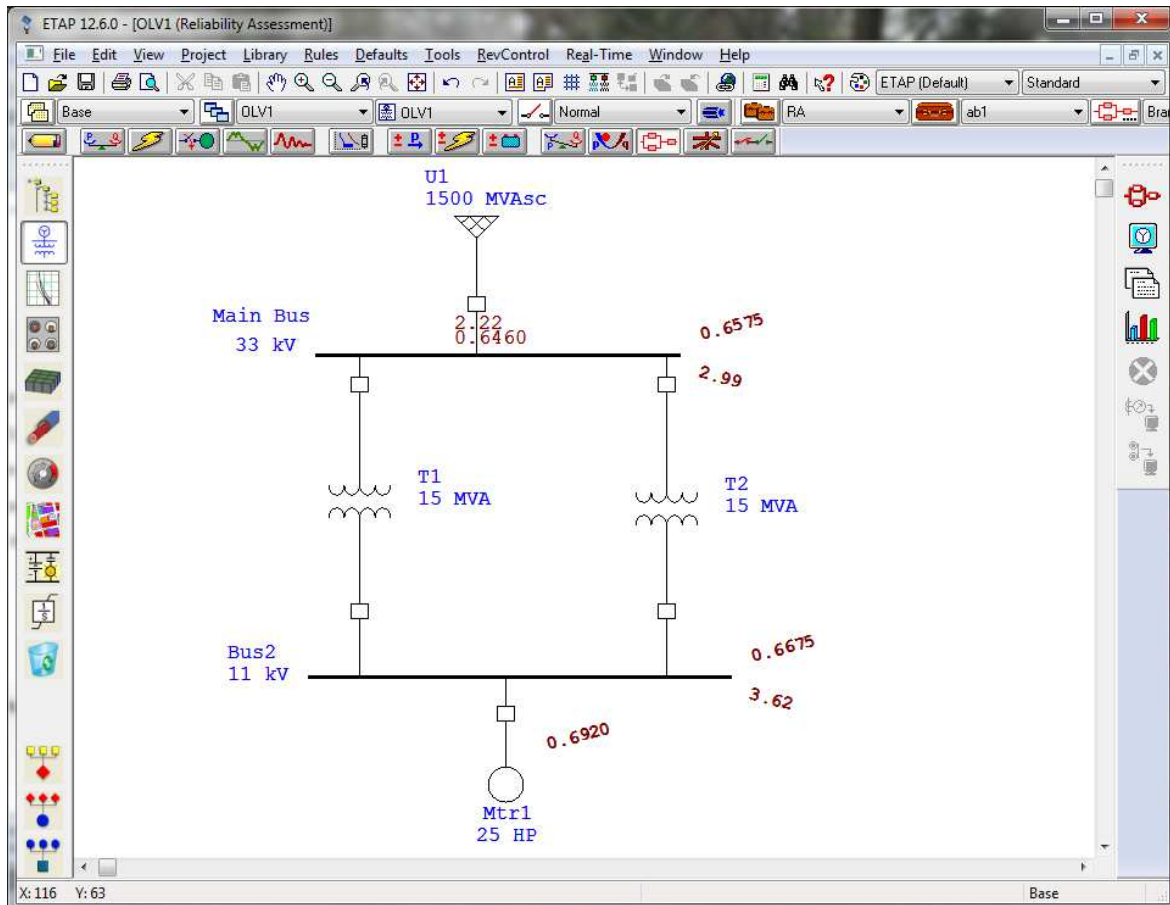 ETAP 12.6.0 - [OLV1 (Reliability Assessment)]
File Edit View Project Library Rules Defaults Tools RevControl Real-Time Window Help
ETAP (Default) Standard
Base OLV1 OLV1 Normal RA ab1 Bra
U1
1500 MVAsc
Main Bus
33 kV
2.22
0.6460
0.6575
2.99
T1
15 MVA
T2
15 MVA
Bus2
11 kV
0.6675
3.62
0.6920
Mtr1
25 HP
X: 116 Y: 63 Base